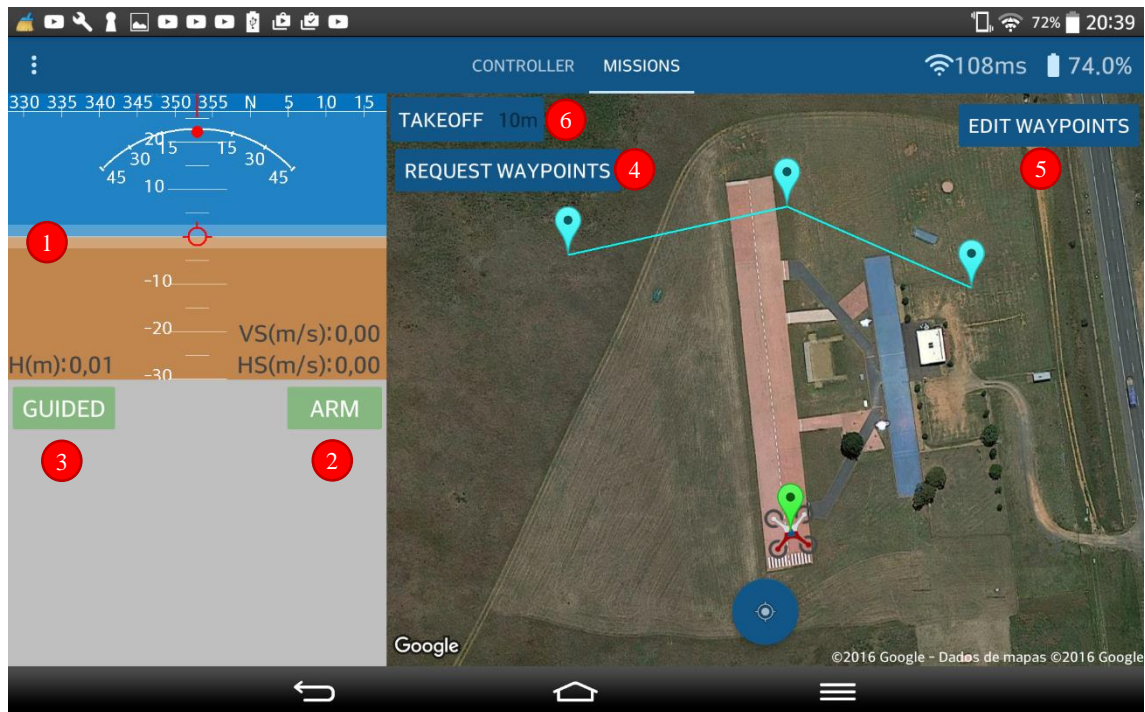 72% 20:39
CONTROLLER MISSIONS 108ms 74.0%
330 335 340 345 350 355 N 5 10 15
20
45 30 15 15 30 45
10
1
-10
-20 VS(m/s):0,00
H(m):0,01 -30 HS(m/s):0,00
GUIDED ARM
3 2
TAKEOFF 10m 6
REQUEST WAYPOINTS 4
EDIT WAYPOINTS
5
Google
©2016 Google - Dados de mapas ©2016 Google